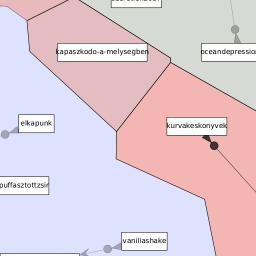 kapaszkodo-a-melysegben
oceandepression
elkapunk
kurvakeskonyvek
puffasztottzsir
vaniliashake